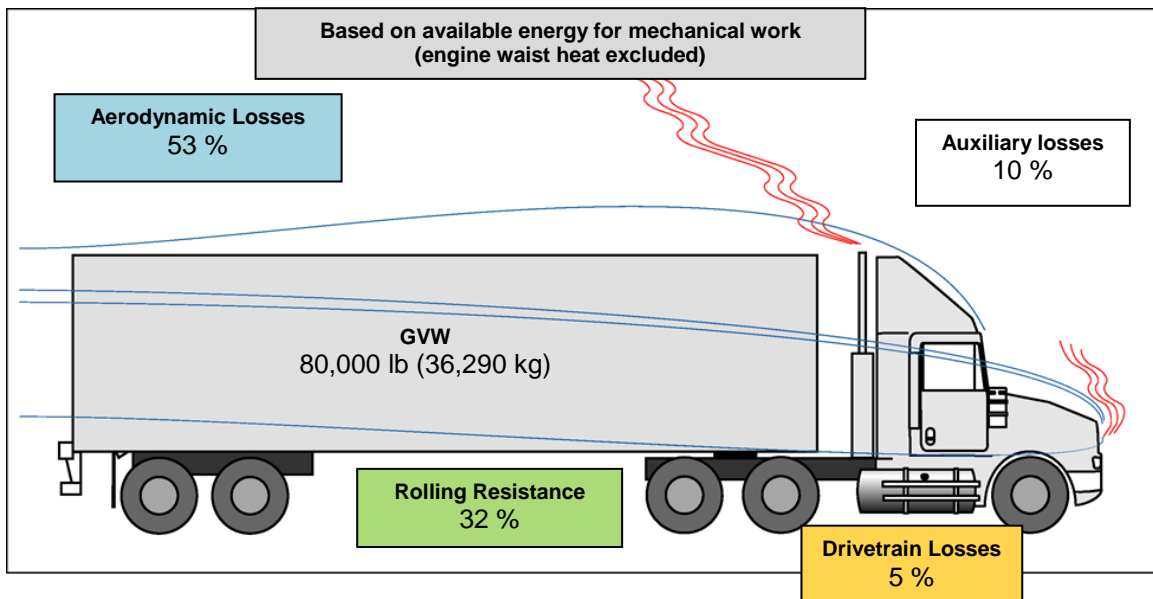 Based on available energy for mechanical work
(engine waist heat excluded)
Aerodynamic Losses
53 %
Auxiliary losses
10 %
GVW
80,000 lb (36,290 kg)
Rolling Resistance
32 %
Drivetrain Losses
5 %